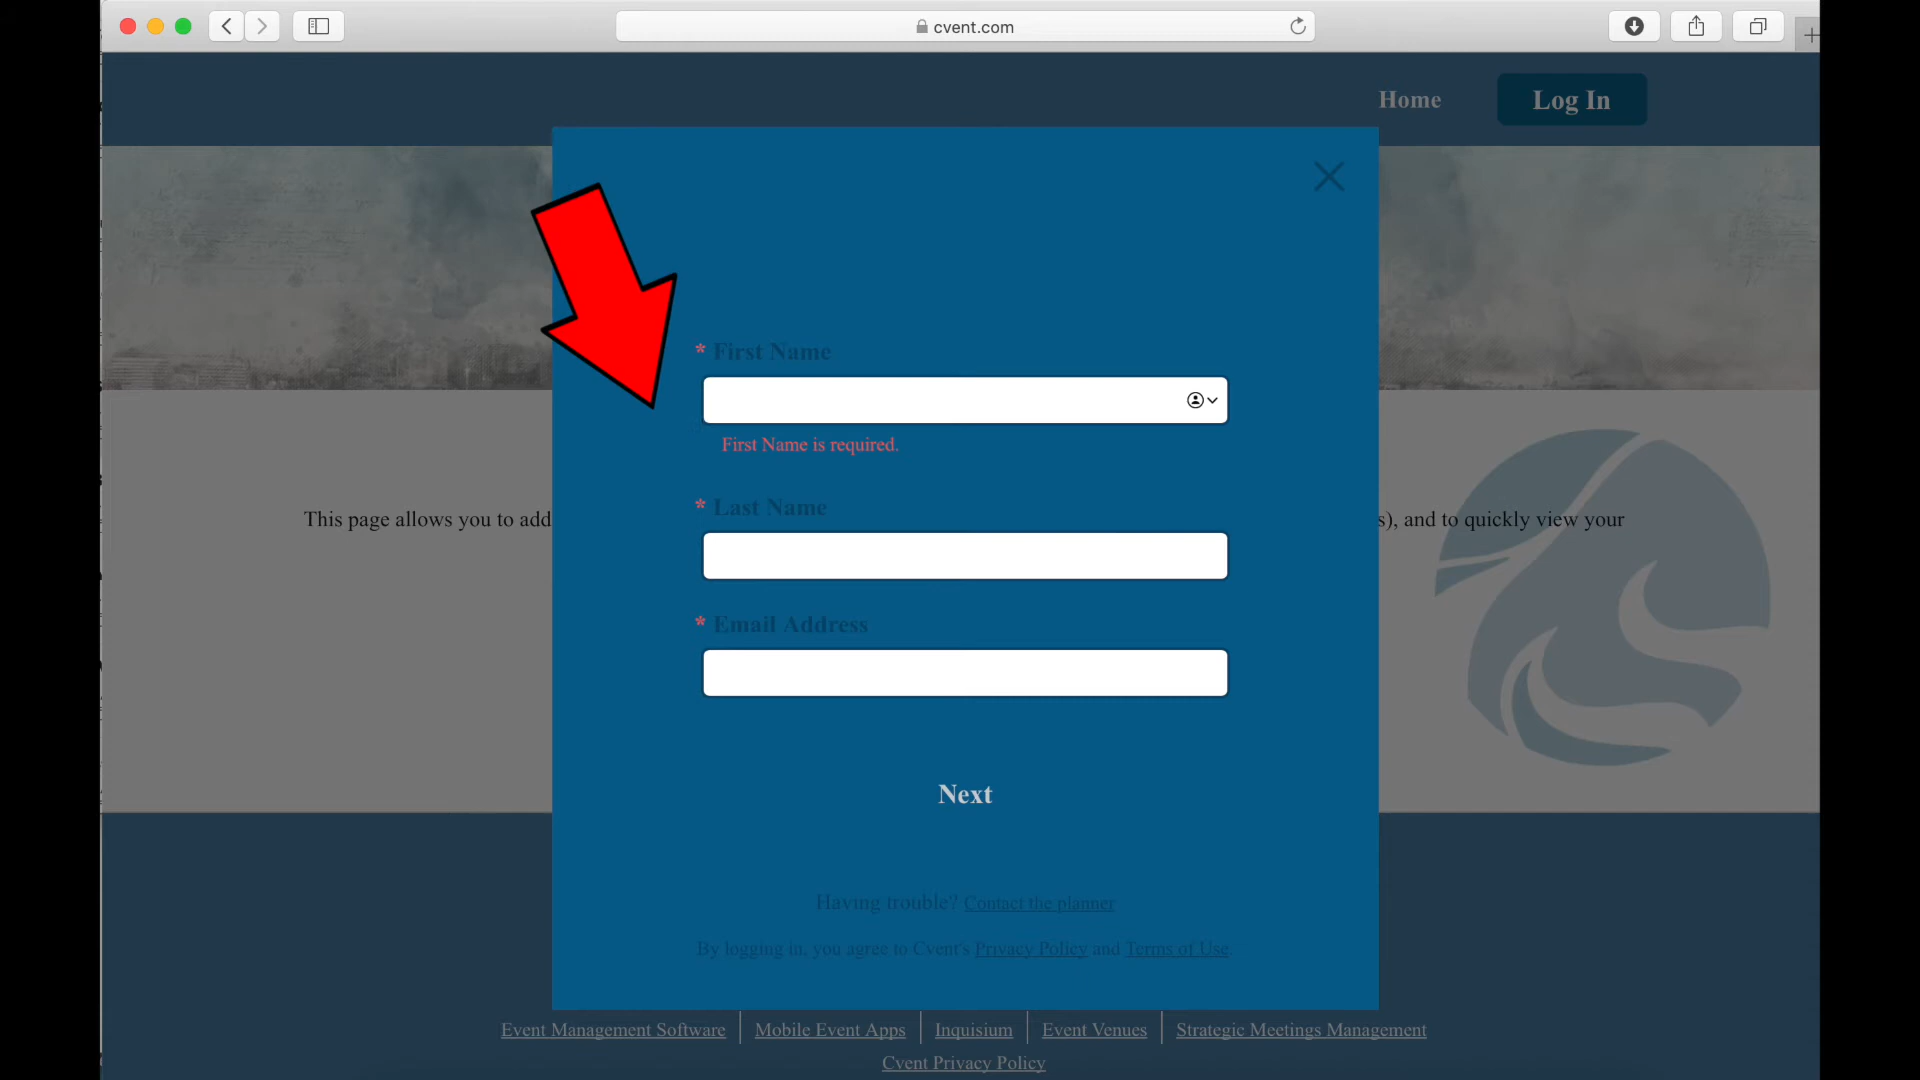 cvent.com
Home
Log In
* First Name
First Name is required.
* Last Name
This page allows you to add
s), and to quickly view your
* Email Address
Next
Having trouble? Contact the planner
By logging in, you agree to Cvent's Privacy Policy and Terms of Use.
Event Management Software
Mobile Event Apps
Inquisium
Event Venues
Strategic Meetings Management
Cvent Privacy Policy